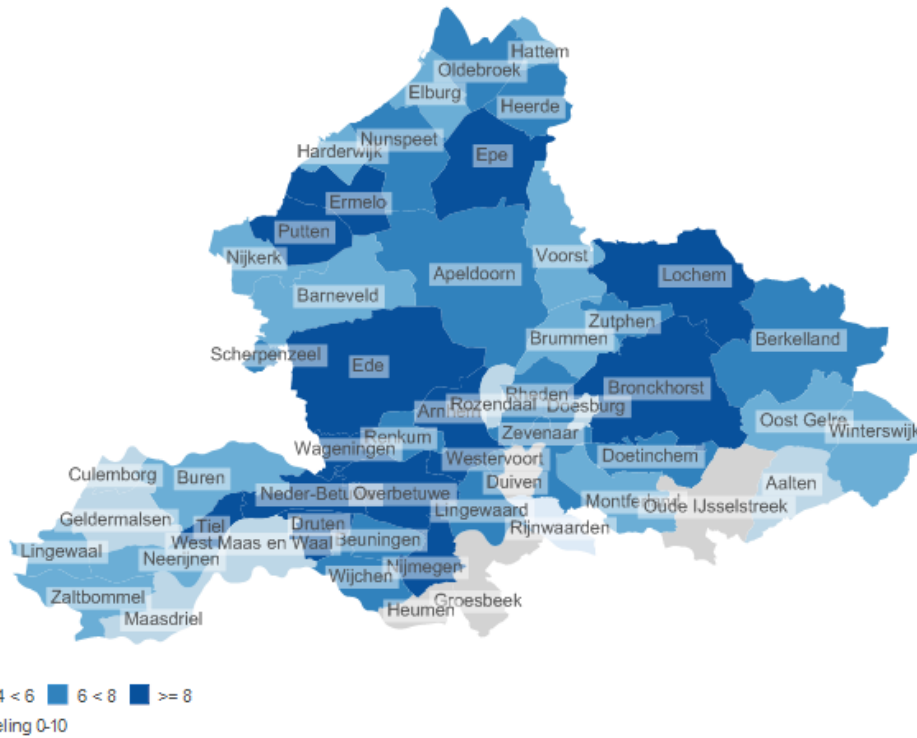 Hattem
Oldebroek
Elburg
Heerde
Nunspeet
Harderwijk
Epe
Ermelo
Putten
Nijkerk
Voorst
Apeldoorn
Lochem
Barneveld
Zutphen
Brummen
Berkelland
Scherpenzeel
Ede
Bronckhorst
Rheden
Rozendaal
Doesburg
Arnhem
Oost Gelre
Winterswijk
Zevenaar
Renkum
Wageningen
Doetinchem
Westervoort
Culemborg
Buren
Duiven
Aalten
Neder-Betu
Overbetuwe
Montferland
Oude IJsselstreek
Lingewaard
Geldermalsen
Tiel
Druten
Rijnwaarden
West Maas en Waal
Beuningen
Lingewaal
Neerijnen
Nijmegen
Wijchen
Zaltbommel
Groesbeek
Heumen
Maasdriel
4 < 6 6 < 8 >= 8
eling 0-10